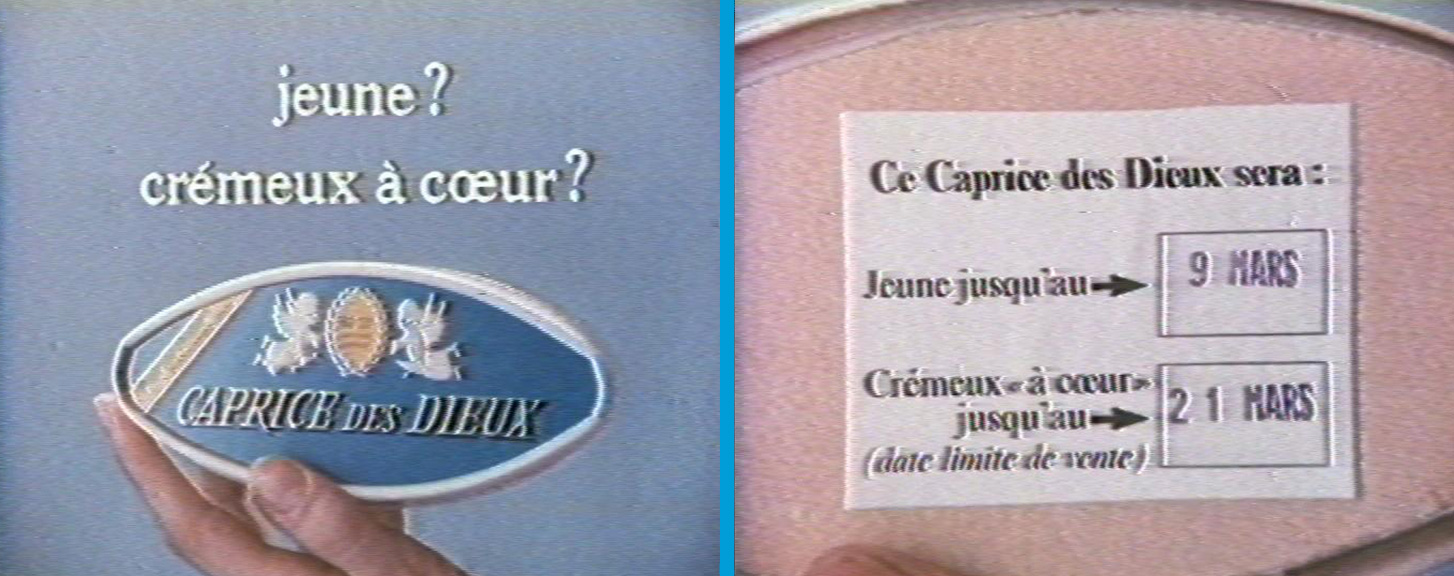 jeune ?
crémeux à cœur ?
CAPRICE DES DIEUX
Ce Caprice des Dieux sera :
Jeune jusqu'au
9 MARS
Crémeux « à cœur »
jusqu'au
21 MARS
(date limite de vente)